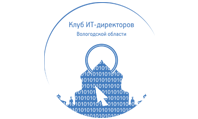 Клуб ИТ-директоров
Вологодской области